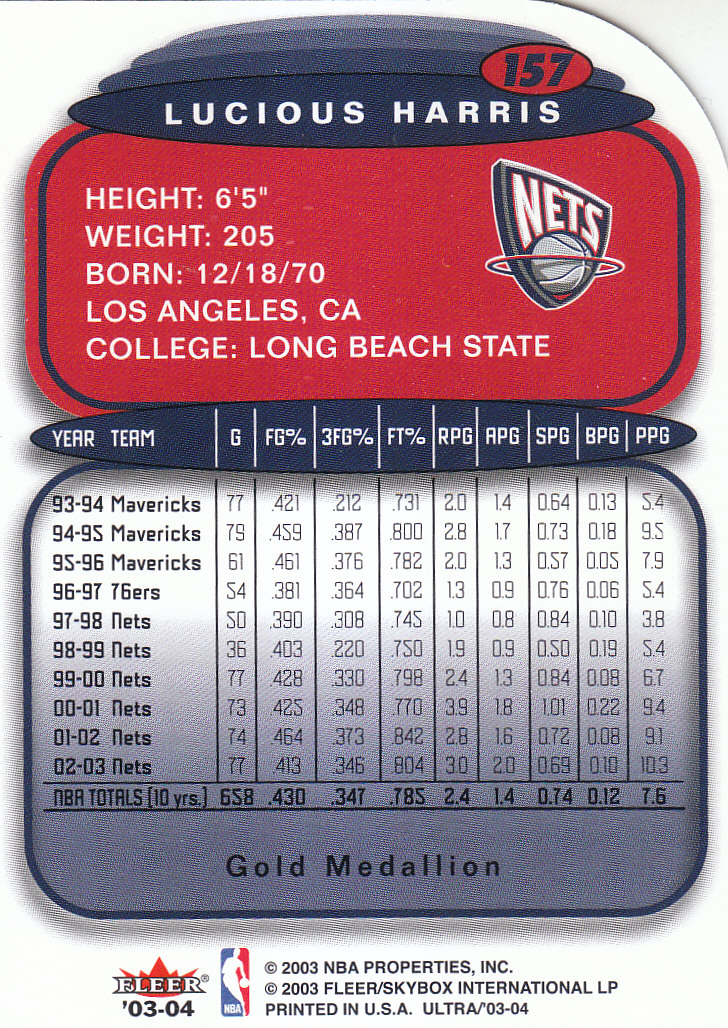 157
LUCIOUS HARRIS
NETS
HEIGHT: 6'5"
WEIGHT: 205
BORN: 12/18/70
LOS ANGELES, CA
COLLEGE: LONG BEACH STATE
YEAR TEAM G FG% 3FG% FT% RPG APG SPG BPG PPG
93-94 Mavericks 77 .421 .212 .731 2.0 1.4 0.64 0.13 5.4
94-95 Mavericks 79 .459 .387 .800 2.8 1.7 0.73 0.18 9.5
95-96 Mavericks 61 .461 .376 .782 2.0 1.3 0.57 0.05 7.9
96-97 76ers 54 .381 .364 .702 1.3 0.9 0.76 0.06 5.4
97-98 Nets 50 .390 .308 .745 1.0 0.8 0.84 0.10 3.8
98-99 Nets 36 .403 .220 .750 1.9 0.9 0.50 0.19 5.4
99-00 Nets 77 .428 .330 .798 2.4 1.3 0.84 0.08 6.7
00-01 Nets 73 .425 .348 .770 3.9 1.8 1.01 0.22 9.4
01-02 Nets 74 .464 .373 .842 2.8 1.6 0.72 0.08 9.1
02-03 Nets 77 .413 .346 .804 3.0 2.0 0.69 0.10 10.3
NBA TOTALS (10 yrs.) 658 .430 .347 .785 2.4 1.4 0.74 0.12 7.6
Gold Medallion
FLEER®
'03-04
NBA
© 2003 NBA PROPERTIES, INC.
© 2003 FLEER/SKYBOX INTERNATIONAL LP
PRINTED IN U.S.A. ULTRA/'03-04